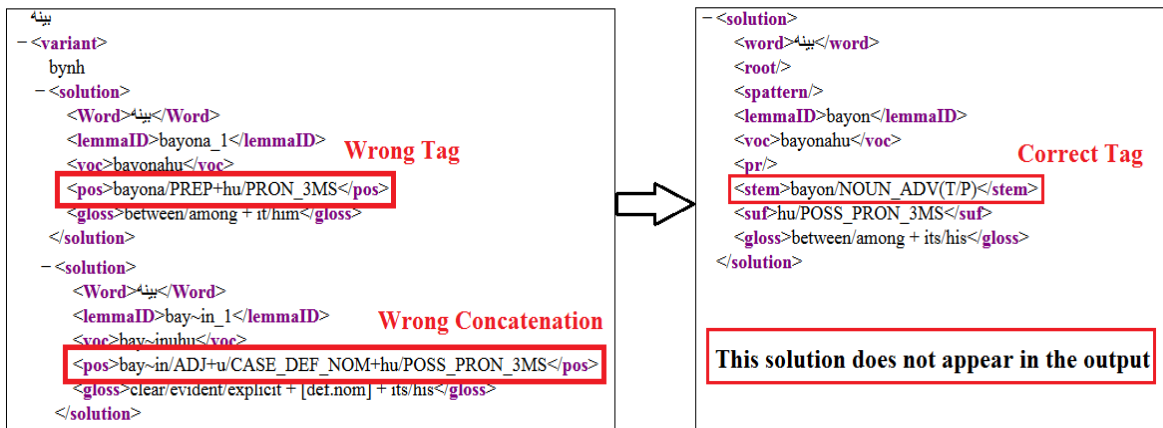 بينه
– <variant>
bynh
– <solution>
<Word>بينه</Word>
<lemmaID>bayona_1</lemmaID>
Wrong Tag
<voc>bayonahu</voc>
<pos>bayona/PREP+hu/PRON_3MS</pos>
<gloss>between/among + it/him</gloss>
</solution>
– <solution>
<Word>بينه</Word>
<lemmaID>bay~in_1</lemmaID>
Wrong Concatenation
<voc>bay~inuhu</voc>
<pos>bay~in/ADJ+u/CASE_DEF_NOM+hu/POSS_PRON_3MS</pos>
<gloss>clear/evident/explicit + [def.nom] + its/his</gloss>
</solution>
– <solution>
<word>بينه</word>
<root/>
<spattern/>
<lemmaID>bayon</lemmaID>
<voc>bayonahu</voc>
Correct Tag
<pr/>
<stem>bayon/NOUN_ADV(T/P)</stem>
<suf>hu/POSS_PRON_3MS</suf>
<gloss>between/among + its/his</gloss>
</solution>
This solution does not appear in the output